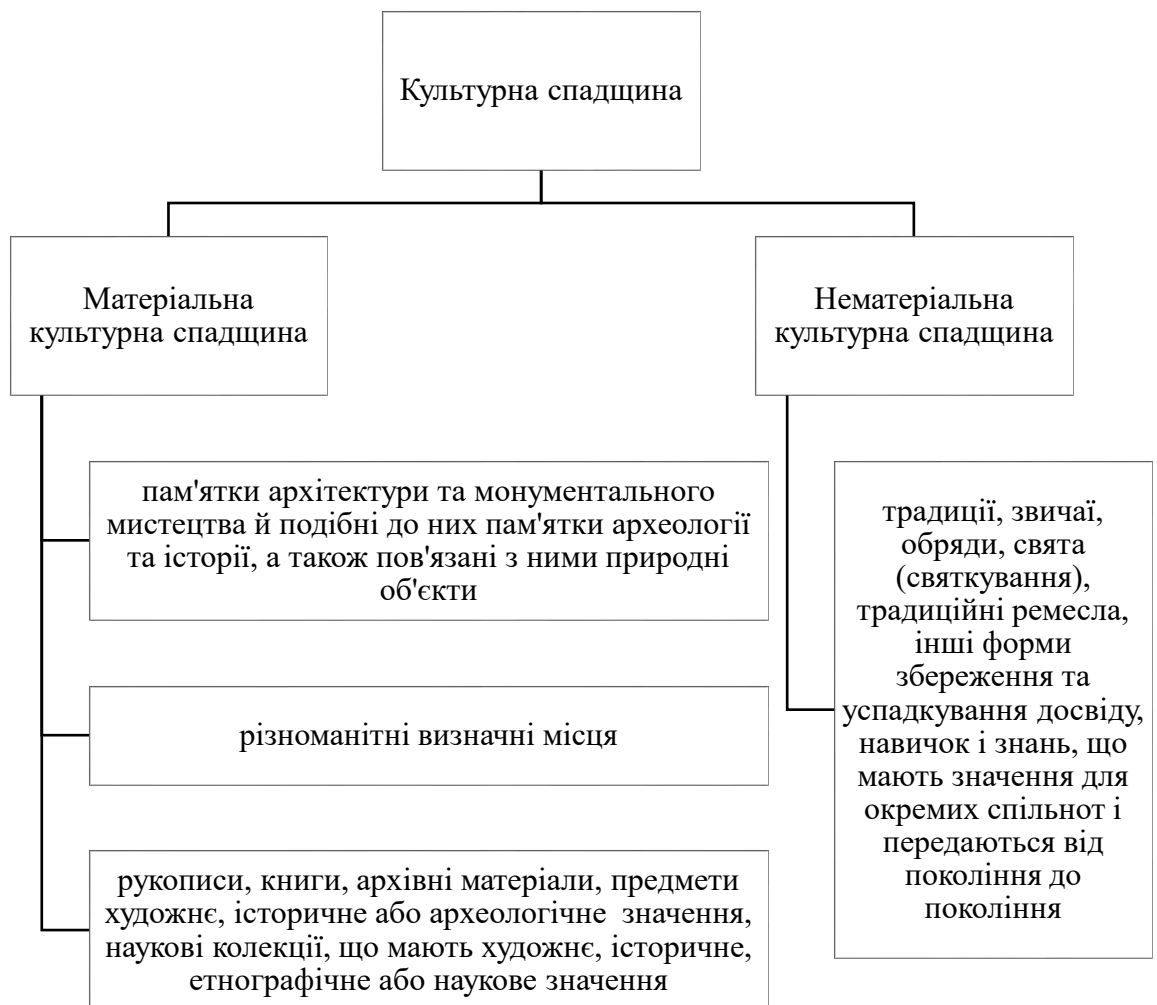 Культурна спадщина
Матеріальна
культурна спадщина
Нематеріальна
культурна спадщина
пам'ятки архітектури та монументального
мистецтва й подібні до них пам'ятки археології
та історії, а також пов'язані з ними природні
об'єкти
різноманітні визначні місця
рукописи, книги, архівні матеріали, предмети
художнє, історичне або археологічне значення,
наукові колекції, що мають художнє, історичне,
етнографічне або наукове значення
традиції, звичаї,
обряди, свята
(святкування),
традиційні ремесла,
інші форми
збереження та
успадкування досвіду,
навичок і знань, що
мають значення для
окремих спільнот і
передаються від
покоління до
покоління